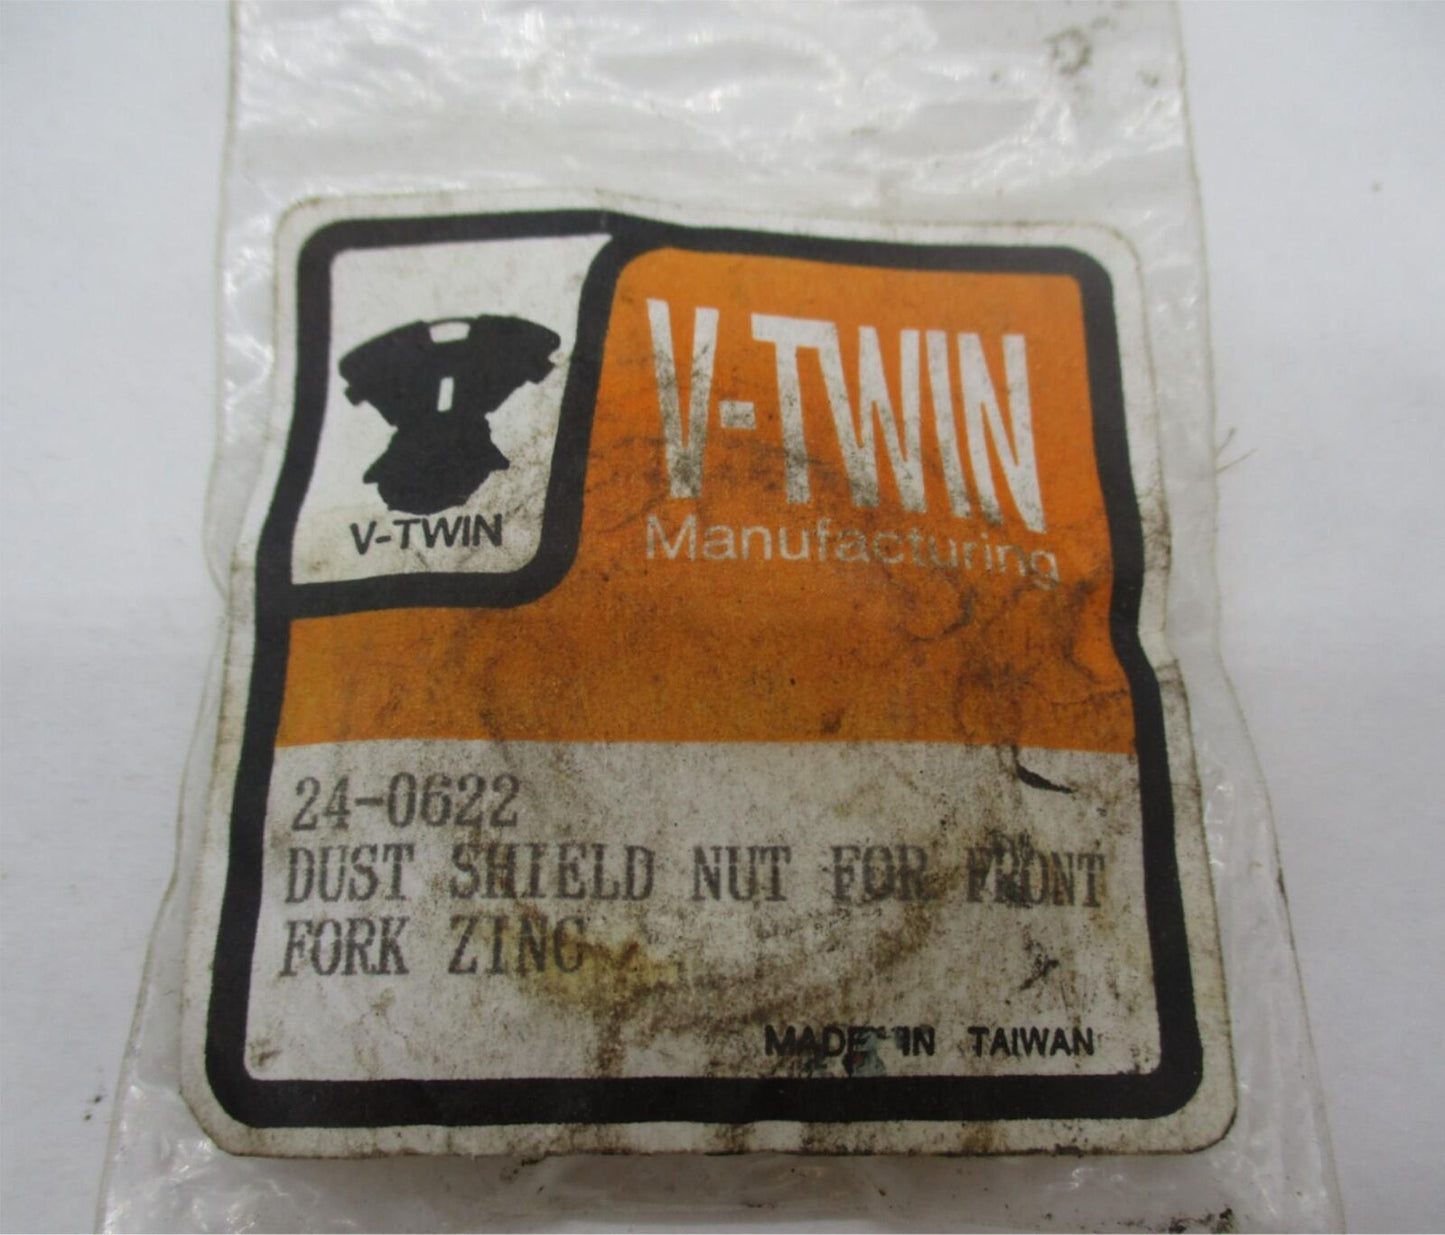 V-TWIN
V-TWIN
Manufacturing
24-0622
DUST SHIELD NUT FOR FRONT
FORK ZINC
MADE IN TAIWAN